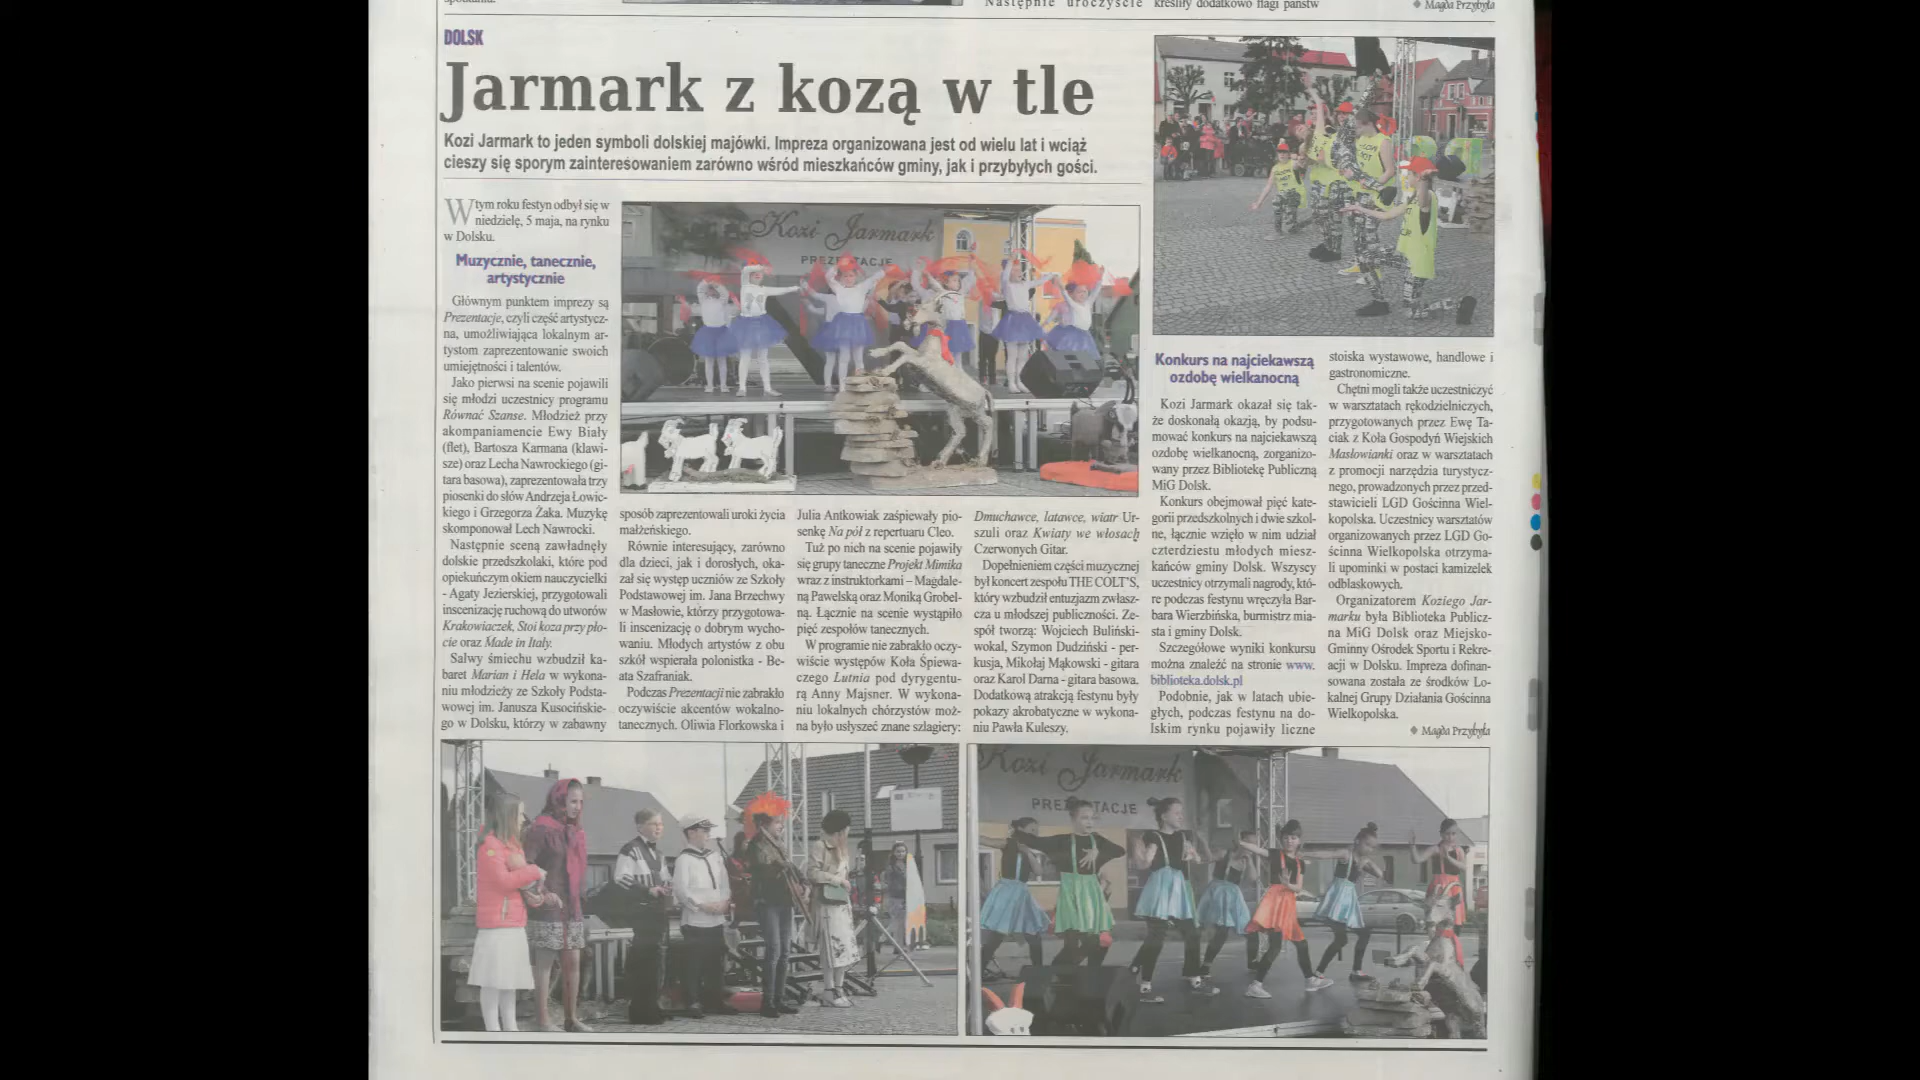 Następnie uroczyście
kreśliły dodatkowo flagi państw
Magda Przybyła
DOLSK
Jarmark z kozą w tle
Kozi Jarmark to jeden symboli dolskiej majówki. Impreza organizowana jest od wielu lat i wciąż
cieszy się sporym zainteresowaniem zarówno wśród mieszkańców gminy, jak i przybyłych gości.
W tym roku festyn odbył się w
niedzielę, 5 maja, na rynku
w Dolsku.
Muzycznie, tanecznie,
artystycznie
Głównym punktem imprezy są
Prezentacje, czyli część artystycz-
na, umożliwiająca lokalnym ar-
tystom zaprezentowanie swoich
umiejętności i talentów.
Jako pierwsi na scenie pojawili
się młodzi uczestnicy programu
Równać Szanse. Młodzież przy
akompaniamencie Ewy Biały
(flet), Bartosza Karmana (klawi-
sze) oraz Lecha Nawrockiego (gi-
tara basowa), zaprezentowała trzy
piosenki do słów Andrzeja Łowic-
kiego i Grzegorza Żaka. Muzykę
skomponował Lech Nawrocki.
Następnie sceną zawładnęły
dolskie przedszkolaki, które pod
opiekuńczym okiem nauczycielki
- Agaty Jezierskiej, przygotowali
inscenizację ruchową do utworów
Krakowiaczek, Stoi koza przy pło-
cie oraz Made in Italy.
Salwy śmiechu wzbudził ka-
baret Marian i Hela w wykona-
niu młodzieży ze Szkoły Podsta-
wowej im. Janusza Kusocińskie-
go w Dolsku, którzy w zabawny
Kozi Jarmark
PREZENTACJE
sposób zaprezentowali uroki życia
małżeńskiego.
Równie interesujący, zarówno
dla dzieci, jak i dorosłych, oka-
zał się występ uczniów ze Szkoły
Podstawowej im. Jana Brzechwy
w Masłowie, którzy przygotowa-
li inscenizację o dobrym wycho-
waniu. Młodych artystów z obu
szkół wspierała polonistka - Be-
ata Szafraniak.
Podczas Prezentacji nie zabrakło
oczywiście akcentów wokalno-
tanecznych. Oliwia Florkowska i
Julia Antkowiak zaśpiewały pio-
senkę Na pół z repertuaru Cleo.
Tuż po nich na scenie pojawiły
się grupy taneczne Projekt Mimika
wraz z instruktorkami – Magdale-
ną Pawelską oraz Moniką Grobel-
ną. Łącznie na scenie wystąpiło
pięć zespołów tanecznych.
W programie nie zabrakło oczy-
wiście występów Koła Śpiewa-
czego Lutnia pod dyrygentu-
rą Anny Majsner. W wykona-
niu lokalnych chórzystów moż-
na było usłyszeć znane szlagiery:
Dmuchawce, latawce, wiatr Ur-
szuli oraz Kwiaty we włosach
Czerwonych Gitar.
Dopełnieniem części muzycznej
był koncert zespołu THE COLT'S,
który wzbudził entuzjazm zwłasz-
cza u młodszej publiczności. Ze-
spół tworzą: Wojciech Buliński-
wokal, Szymon Dudziński - per-
kusja, Mikołaj Mąkowski - gitara
oraz Karol Darna - gitara basowa.
Dodatkową atrakcją festynu były
pokazy akrobatyczne w wykona-
niu Pawła Kuleszy.
Konkurs na najciekawszą
ozdobę wielkanocną
Kozi Jarmark okazał się tak-
że doskonałą okazją, by podsu-
mować konkurs na najciekawszą
ozdobę wielkanocną, zorganizo-
wany przez Bibliotekę Publiczną
MiG Dolsk.
Konkurs obejmował pięć kate-
gorii przedszkolnych i dwie szkol-
ne, łącznie wzięło w nim udział
czterdziestu młodych miesz-
kańców gminy Dolsk. Wszyscy
uczestnicy otrzymali nagrody, któ-
re podczas festynu wręczyła Bar-
bara Wierzbińska, burmistrz mia-
sta i gminy Dolsk.
Szczegółowe wyniki konkursu
można znaleźć na stronie www.
biblioteka.dolsk.pl
Podobnie, jak w latach ubie-
głych, podczas festynu na do-
lskim rynku pojawiły liczne
stoiska wystawowe, handlowe i
gastronomiczne.
Chętni mogli także uczestniczyć
w warsztatach rękodzielniczych,
przygotowanych przez Ewę Ta-
ciak z Koła Gospodyń Wiejskich
Masłowianki oraz w warsztatach
z promocji narzędzia turystycz-
nego, prowadzonych przez przed-
stawicieli LGD Gościnna Wiel-
kopolska. Uczestnicy warsztatów
organizowanych przez LGD Go-
ścinna Wielkopolska otrzyma-
li upominki w postaci kamizelek
odblaskowych.
Organizatorem Koziego Jar-
marku była Biblioteka Publicz-
na MiG Dolsk oraz Miejsko-
Gminny Ośrodek Sportu i Rekre-
acji w Dolsku. Impreza dofinan-
sowana została ze środków Lo-
kalnej Grupy Działania Gościnna
Wielkopolska.
Magda Przybyła
Kozi Jarmark
PREZENTACJE